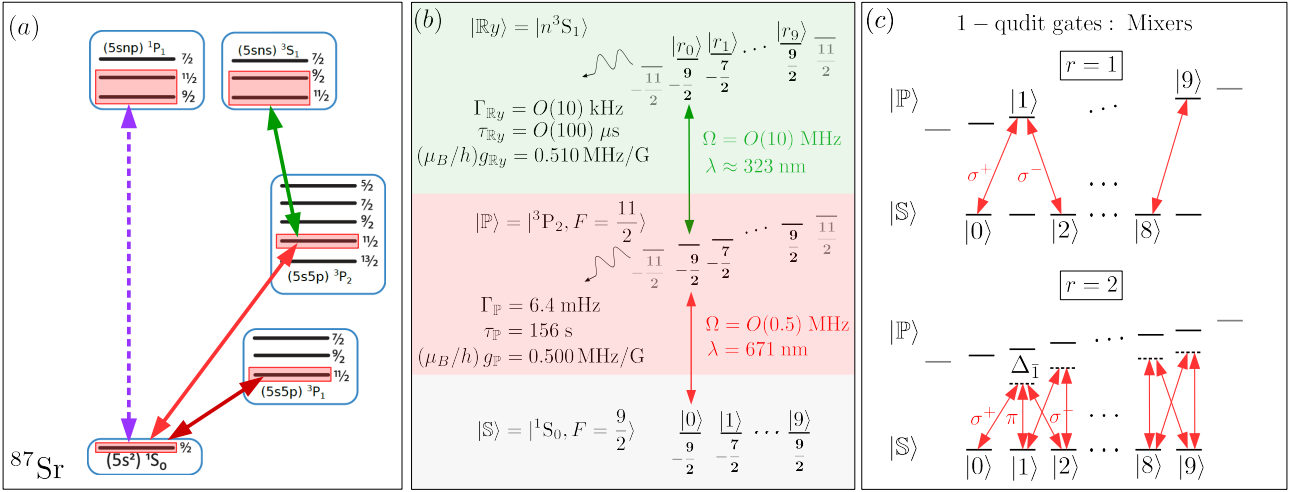 (a)
(5snp) ¹P₁
7/2
11/2
9/2
(5sns) ³S₁
7/2
9/2
11/2
5/2
7/2
9/2
11/2
13/2
(5s5p) ³P₂
7/2
9/2
11/2
(5s5p) ³P₁
9/2
(5s²) ¹S₀
⁸⁷Sr
(b)
|ℝy⟩ = |n³S₁⟩
|r₀⟩ |r₁⟩ ··· |r₉⟩
−11/2 −9/2 −7/2 9/2 11/2
Γ_ℝy = O(10) kHz
τ_ℝy = O(100) μs
(μ_B/h) g_ℝy = 0.510 MHz/G
Ω = O(10) MHz
λ ≈ 323 nm
|ℙ⟩ = |³P₂, F = 11/2⟩
···
−11/2 −9/2 −7/2 9/2 11/2
Γ_ℙ = 6.4 mHz
τ_ℙ = 156 s
(μ_B/h) g_ℙ = 0.500 MHz/G
Ω = O(0.5) MHz
λ = 671 nm
|𝕊⟩ = |¹S₀, F = 9/2⟩
|0⟩ |1⟩ ··· |9⟩
−9/2 −7/2 9/2
(c)
1 − qudit gates : Mixers
r = 1
|ℙ⟩ |1⟩ ··· |9⟩
σ⁺ σ⁻ ···
|𝕊⟩ ···
|0⟩ |2⟩ |8⟩
r = 2
|ℙ⟩ ···
Δ_1̄
σ⁺ π σ⁻ ···
|𝕊⟩
|0⟩ |1⟩ |2⟩ ··· |8⟩ |9⟩